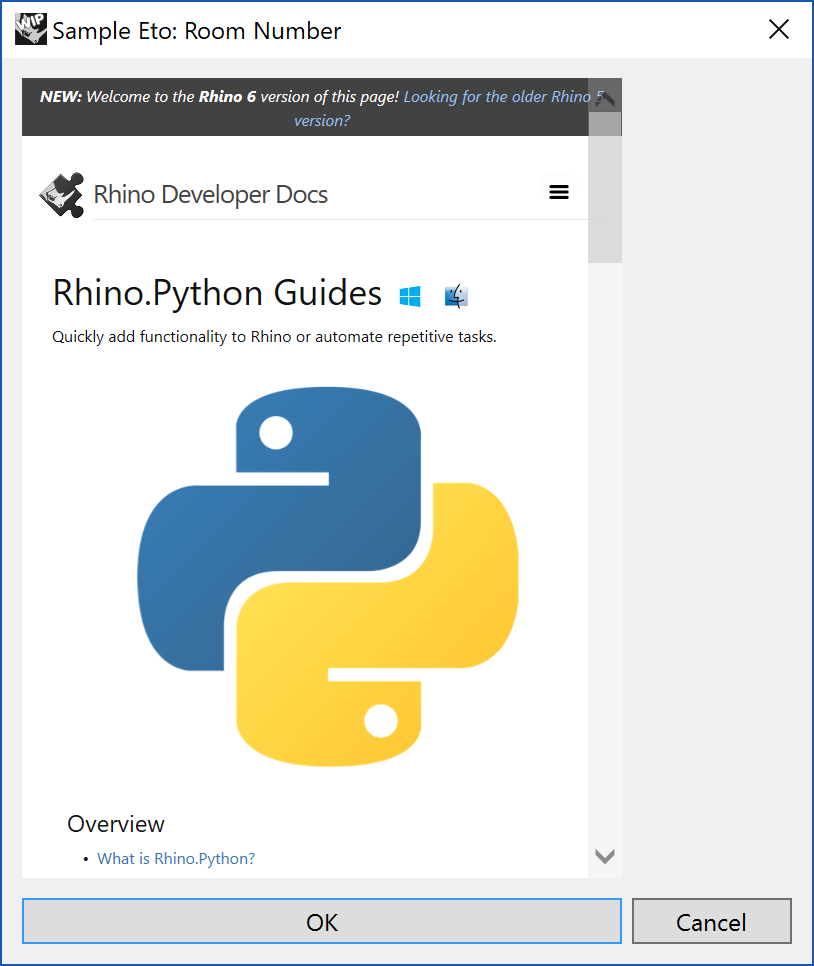 WIP
Sample Eto: Room Number
NEW: Welcome to the Rhino 6 version of this page! Looking for the older Rhino 5
version?
Rhino Developer Docs
Rhino.Python Guides
Quickly add functionality to Rhino or automate repetitive tasks.
Overview
• What is Rhino.Python?
OK
Cancel